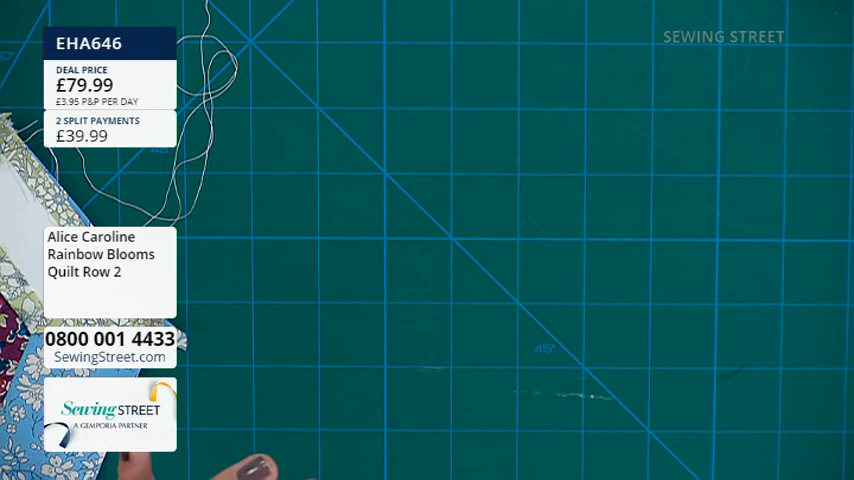 EHA646
DEAL PRICE
£79.99
£3.95 P&P PER DAY
2 SPLIT PAYMENTS
£39.99
Alice Caroline
Rainbow Blooms
Quilt Row 2
0800 001 4433
SewingStreet.com
Sewing STREET
A GEMPORIA PARTNER
SEWING STREET
45°